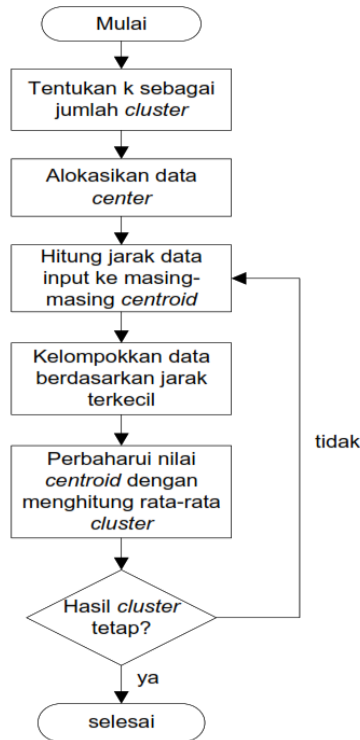 Mulai
Tentukan k sebagai
jumlah cluster
Alokasikan data
center
Hitung jarak data
input ke masing-
masing centroid
Kelompokkan data
berdasarkan jarak
terkecil
tidak
Perbaharui nilai
centroid dengan
menghitung rata-rata
cluster
Hasil cluster
tetap?
ya
selesai